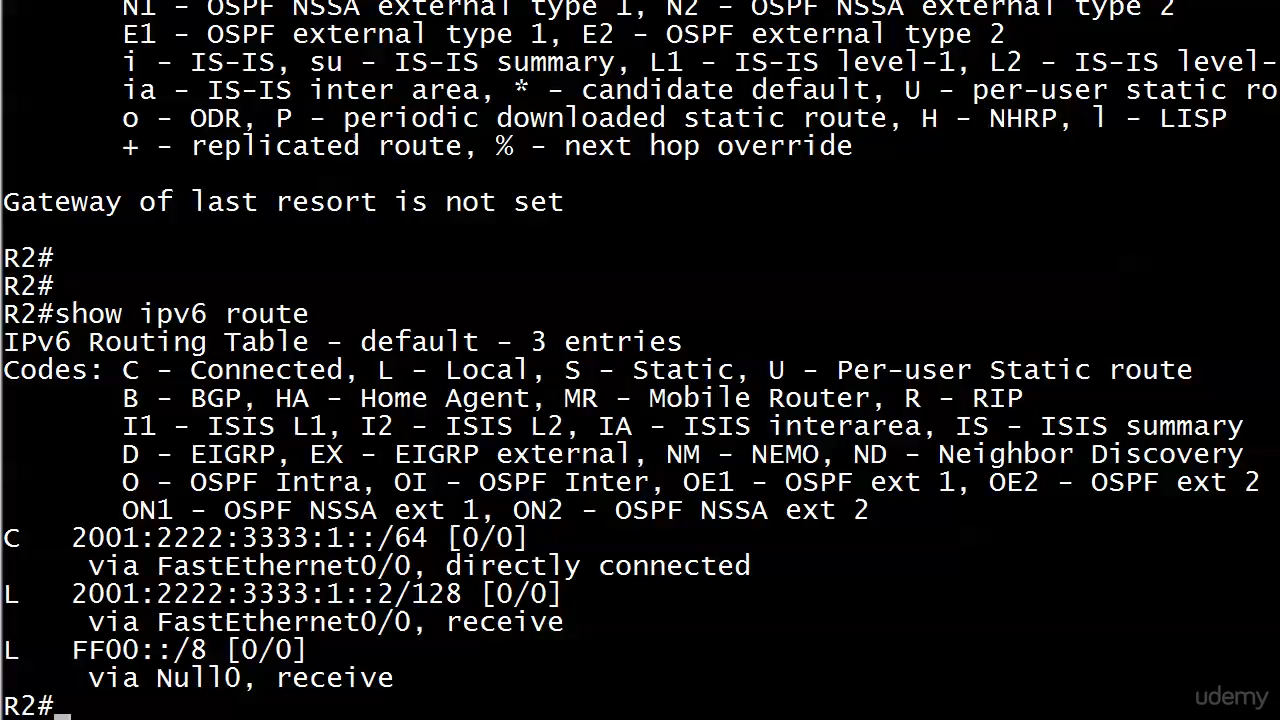 N1 - OSPF NSSA external type 1, N2 - OSPF NSSA external type 2
E1 - OSPF external type 1, E2 - OSPF external type 2
i - IS-IS, su - IS-IS summary, L1 - IS-IS level-1, L2 - IS-IS level-
ia - IS-IS inter area, * - candidate default, U - per-user static ro
o - ODR, P - periodic downloaded static route, H - NHRP, l - LISP
+ - replicated route, % - next hop override
Gateway of last resort is not set
R2#
R2#
R2#show ipv6 route
IPv6 Routing Table - default - 3 entries
Codes: C - Connected, L - Local, S - Static, U - Per-user Static route
B - BGP, HA - Home Agent, MR - Mobile Router, R - RIP
I1 - ISIS L1, I2 - ISIS L2, IA - ISIS interarea, IS - ISIS summary
D - EIGRP, EX - EIGRP external, NM - NEMO, ND - Neighbor Discovery
O - OSPF Intra, OI - OSPF Inter, OE1 - OSPF ext 1, OE2 - OSPF ext 2
ON1 - OSPF NSSA ext 1, ON2 - OSPF NSSA ext 2
C 2001:2222:3333:1::/64 [0/0]
via FastEthernet0/0, directly connected
L 2001:2222:3333:1::2/128 [0/0]
via FastEthernet0/0, receive
L FF00::/8 [0/0]
via Null0, receive
R2#
udemy